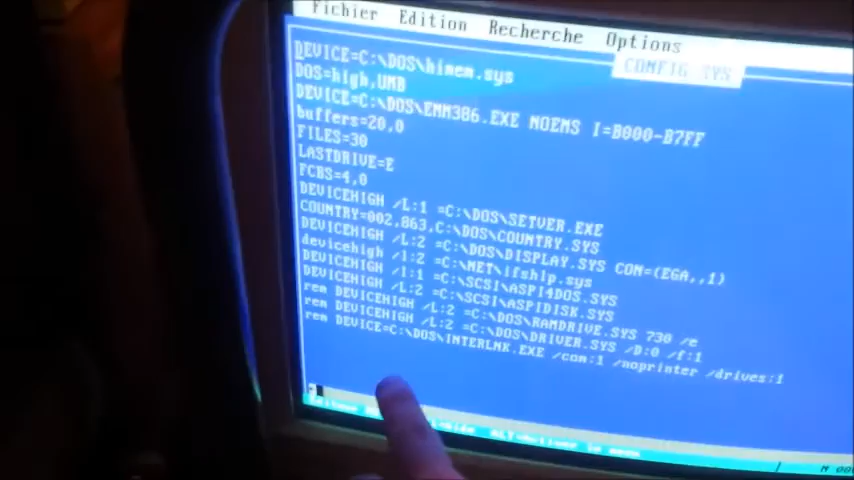 Fichier Edition Recherche Options
CONFIG.SYS
DEVICE=C:\DOS\himem.sys
DOS=high,UMB
DEVICE=C:\DOS\EMM386.EXE NOEMS I=B000-B7FF
buffers=20,0
FILES=30
LASTDRIVE=E
FCBS=4,0
DEVICEHIGH /L:1 =C:\DOS\SETVER.EXE
COUNTRY=002,863,C:\DOS\COUNTRY.SYS
DEVICEHIGH /L:2 =C:\DOS\DISPLAY.SYS CON=(EGA,,1)
devicehigh /l:2 =C:\NET\ifshlp.sys
DEVICEHIGH /L:1 =C:\SCSI\ASPI4DOS.SYS
DEVICEHIGH /L:2 =C:\SCSI\ASPIDISK.SYS
rem DEVICEHIGH /L:2 =C:\DOS\RAMDRIVE.SYS 730 /e
rem DEVICEHIGH /L:2 =C:\DOS\DRIVER.SYS /D:0 /f:1
rem DEVICE=C:\DOS\INTERLNK.EXE /com:1 /noprinter /drives:1